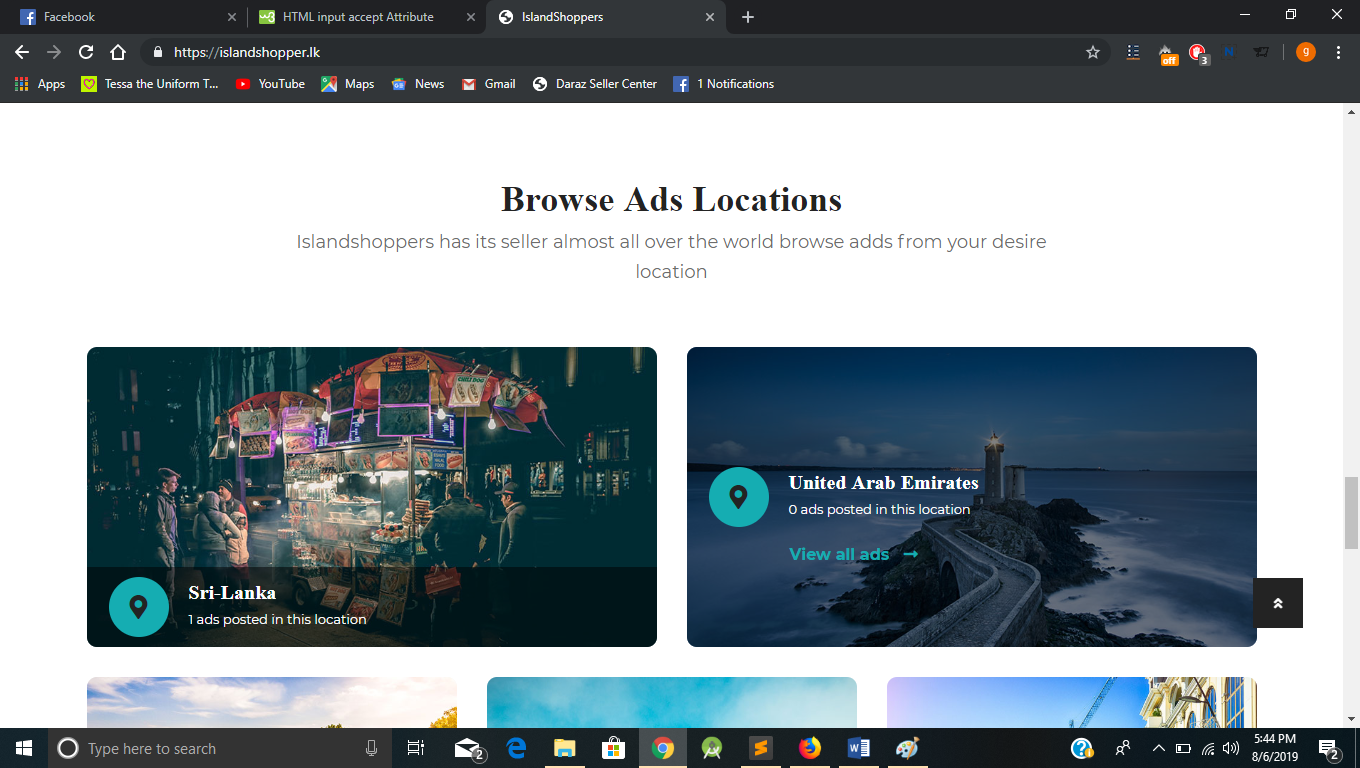 Facebook
HTML input accept Attribute
IslandShoppers
https://islandshopper.lk
off
3
g
Apps
Tessa the Uniform T...
YouTube
Maps
News
Gmail
Daraz Seller Center
1 Notifications
Browse Ads Locations
Islandshoppers has its seller almost all over the world browse adds from your desire
location
CHILI DOG
Sri-Lanka
1 ads posted in this location
United Arab Emirates
0 ads posted in this location
View all ads
Type here to search
2
5:44 PM
8/6/2019
2